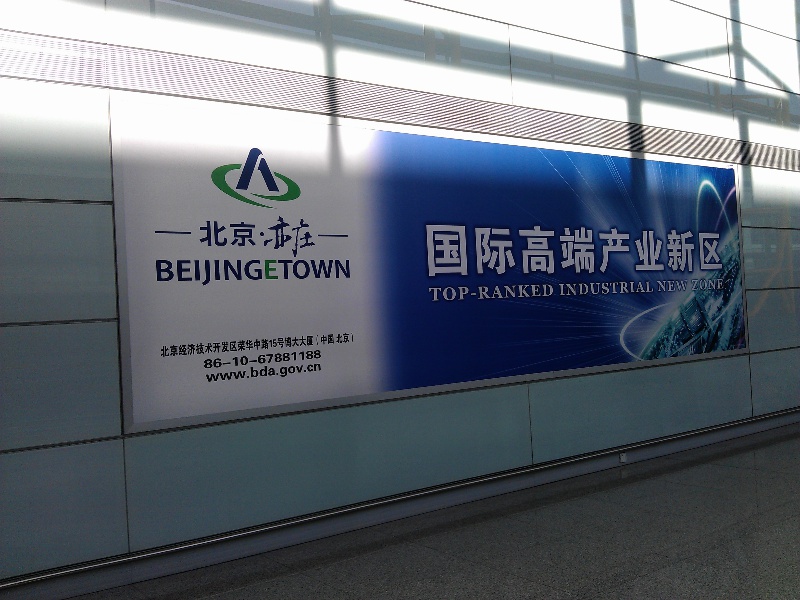 北京·亦庄
BEIJINGETOWN
北京经济技术开发区荣华中路15号博大大厦(中国 北京)
86-10-67881188
www.bda.gov.cn
国际高端产业新区
TOP-RANKED INDUSTRIAL NEW ZONE